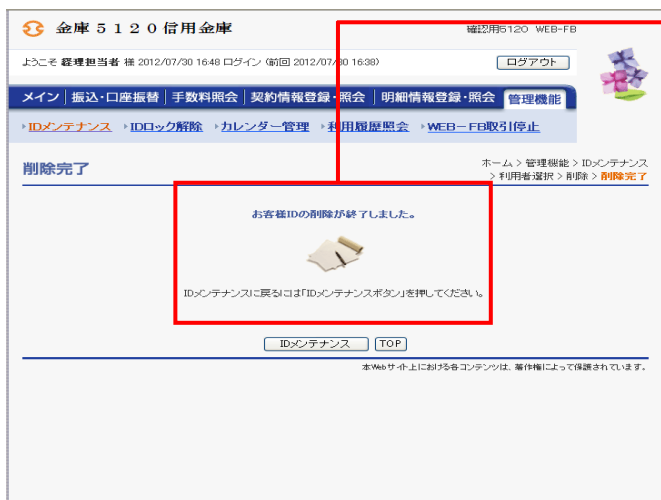 金庫５１２０信用金庫
確認用5120 WEB-FB
ようこそ 経理担当者 様 2012/07/30 16:48 ログイン (前回 2012/07/30 16:38)
ログアウト
メイン 振込・口座振替 手数料照会 契約情報登録・照会 明細情報登録・照会 管理機能
IDメンテナンス IDロック解除 カレンダー管理 利用履歴照会 WEB－FB取引停止
削除完了
ホーム > 管理機能 > IDメンテナンス
> 利用者選択 > 削除 > 削除完了
お客様IDの削除が終了しました。
IDメンテナンスに戻るには「IDメンテナンスボタン」を押してください。
IDメンテナンス TOP
本Webサイト上における各コンテンツは、著作権によって保護されています。